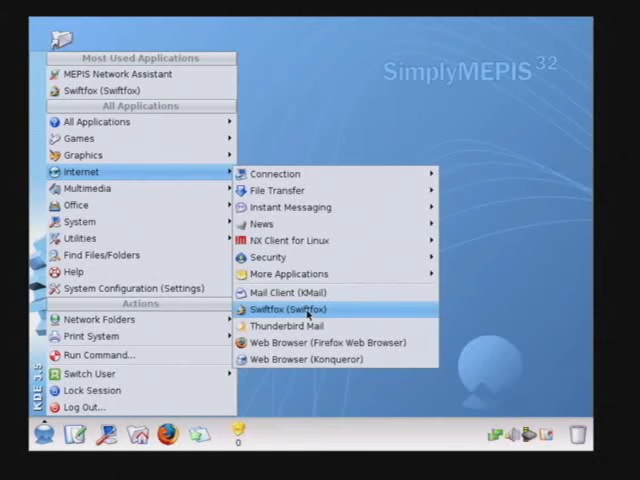 SimplyMEPIS 32
Most Used Applications
MEPIS Network Assistant
Swiftfox (Swiftfox)
All Applications
All Applications
Games
Graphics
Internet
Multimedia
Office
System
Utilities
Find Files/Folders
Help
System Configuration (Settings)
Actions
Network Folders
Print System
Run Command...
Switch User
Lock Session
Log Out...
Connection
File Transfer
Instant Messaging
News
NX Client for Linux
Security
More Applications
Mail Client (KMail)
Swiftfox (Swiftfox)
Thunderbird Mail
Web Browser (Firefox Web Browser)
Web Browser (Konqueror)
0